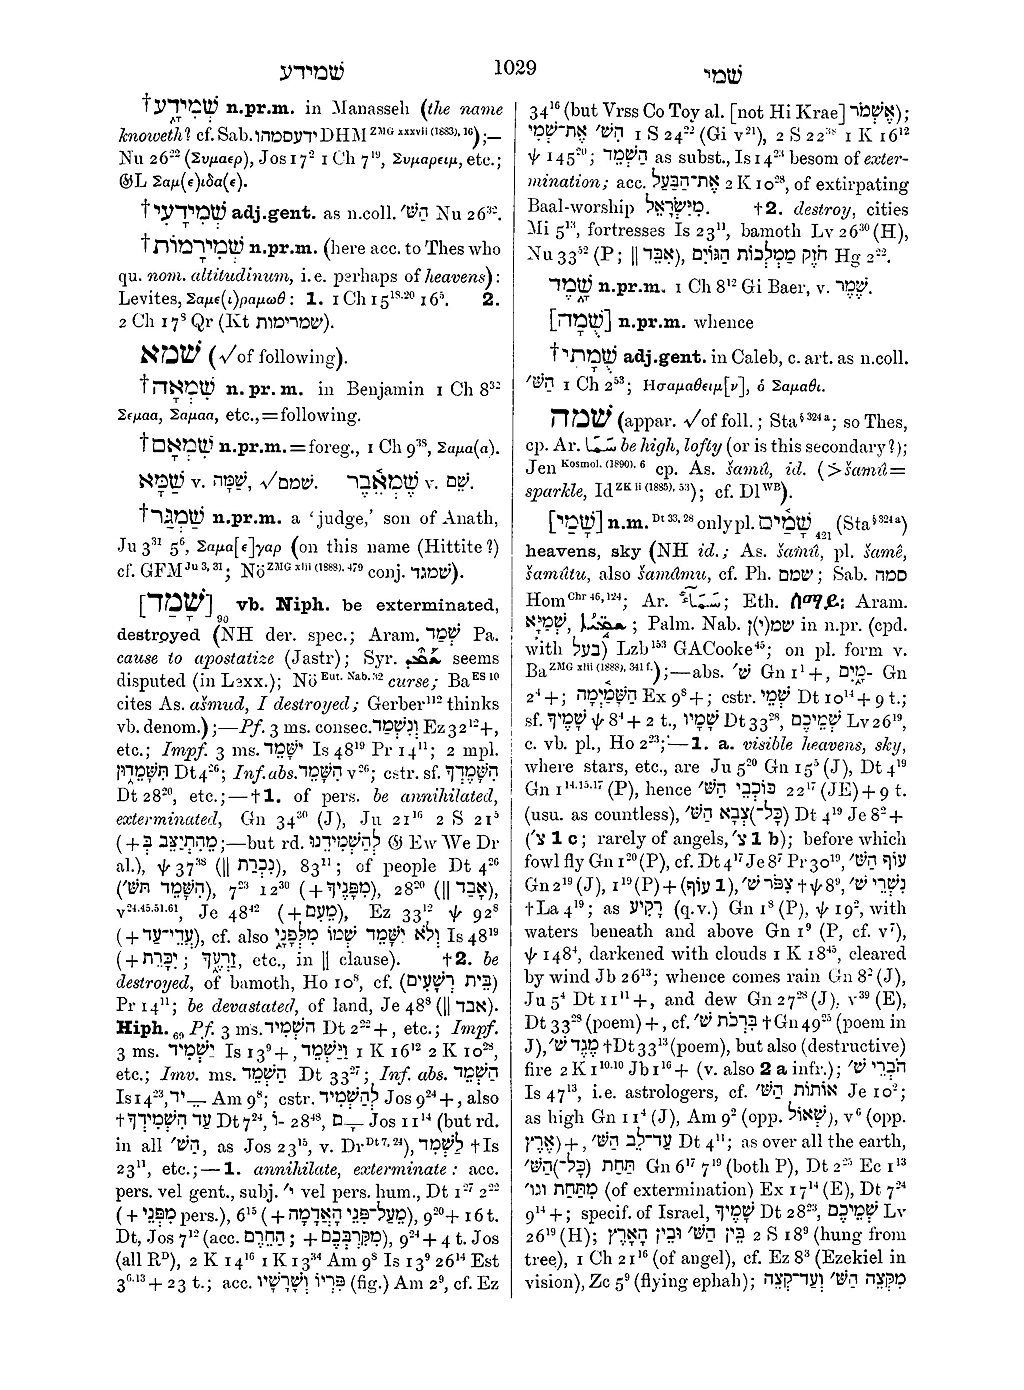 שמידע
1029
שמי
†שְׁמִידָע n.pr.m. in Manasseh (the name
knoweth? cf. Sab. ידעסמהו DHM ZMG xxxvii (1883), 16);—
Nu 26²² (Συμαερ), Jos 17² 1 Ch 7¹⁹, Συμαρειμ, etc.;
𝔊L Σαμ(ε)ιδα(ε).
†שְׁמִידָעִי adj.gent. as n.coll. הַשּׁ׳ Nu 26³².
†שְׁמִירָמוֹת n.pr.m. (here acc. to Thes who
qu. nom. altitudinum, i.e. perhaps of heavens):
Levites, Σαμε(ι)ραμωθ: 1. 1 Ch 15¹⁸·²⁰ 16⁵. 2.
2 Ch 17⁸ Qr (Kt שמרימות).
שׁמא (√ of following).
†שִׁמְאָה n.pr.m. in Benjamin 1 Ch 8³²
Σεμαα, Σαμαα, etc., = following.
†שִׁמְאָם n.pr.m. = foreg., 1 Ch 9³⁸, Σαμα(α).
שַׁמָּא v. שַׁמָּה, √שׁמם. שֶׁמְאֵבֶר v. שֵׁם.
†שַׁמְגַּר n.pr.m. a ‘judge,’ son of Anath,
Ju 3³¹ 5⁶, Σαμα[ε]γαρ (on this name (Hittite?)
cf. GFM Ju 3, 31; Nö ZMG xlii (1888), 479 conj. שמגד).
[שָׁמַד]₉₀ vb. Niph. be exterminated,
destroyed (NH der. spec.; Aram. שְׁמַד Pa.
cause to apostatize (Jastr); Syr. seems
disputed (in Lexx.); Nö Eut. Nab. 32 curse; Ba ES 10
cites As. ašmud, I destroyed; Gerber¹¹² thinks
vb. denom.);—Pf. 3 ms. consec. וְנִשְׁמַד Ez 32¹²+,
etc.; Impf. 3 ms. יִשָּׁמֵד Is 48¹⁹ Pr 14¹¹; 2 mpl.
תִּשָּׁמֵדוּן Dt 4²⁶; Inf. abs. הִשָּׁמֵד v²⁶; cstr. sf. הִשָּׁמֶדְךָ
Dt 28²⁰, etc.;—†1. of pers. be annihilated,
exterminated, Gn 34³⁰ (J), Ju 21¹⁶ 2 S 21⁵
(+ מֵהִתְיַצֵּב בְּ;—but rd. לְהַשְׁמִידֵנוּ 𝔊 Ew We Dr
al.), ψ 37³⁸ (|| נִכְרַת), 83¹¹; of people Dt 4²⁶
(הִשָּׁמֵד תִּשּׁ׳), 7²³ 12³⁰ (+ מִפָּנֶיךָ), 28²⁰ (|| אָבַד),
v²⁴·⁴⁵·⁵¹·⁶¹, Je 48⁴² (+ מֵעָם), Ez 33¹² ψ 92⁸
(+ עֲדֵי־עַד), cf. also וְלֹא יִשָּׁמֵד שְׁמוֹ מִלְּפָנָי Is 48¹⁹
(+ יִכָּרֵת; זַרְעֲךָ, etc., in || clause). †2. be
destroyed, of bamoth, Ho 10⁸, cf. (בֵּית רְשָׁעִים)
Pr 14¹¹; be devastated, of land, Je 48⁸ (|| אבד).
Hiph.₆₉ Pf. 3 ms. הִשְׁמִיד Dt 2²²+, etc.; Impf.
3 ms. יַשְׁמִיד Is 13⁹+, וַיַּשְׁמֵד 1 K 16¹² 2 K 10²⁸,
etc.; Imv. ms. הַשְׁמֵד Dt 33²⁷; Inf. abs. הַשְׁמֵד
Is 14²³, ־ִיד Am 9⁸; cstr. לְהַשְׁמִיד Jos 9²⁴+, also
†עַד הִשְׁמִידְךָ Dt 7²⁴, ־וֹ 28⁴⁸, ־ָם Jos 11¹⁴ (but rd.
in all הַשּׁ׳, as Jos 23¹⁵, v. Dr Dt 7, 24), לַשְׁמִד †Is
23¹¹, etc.;—1. annihilate, exterminate: acc.
pers. vel gent., subj. י׳ vel pers. hum., Dt 1²⁷ 2²²
(+ מִפְּנֵי pers.), 6¹⁵ (+ מֵעַל־פְּנֵי הָאֲדָמָה), 9²⁰ + 16 t.
Dt, Jos 7¹² (acc. הַחֵרֶם; + מִקִּרְבְּכֶם), 9²⁴ + 4 t. Jos
(all Rᴰ), 2 K 14¹⁶ 1 K 13³⁴ Am 9⁸ Is 13⁹ 26¹⁴ Est
3⁶·¹³ + 23 t.; acc. פִּרְיוֹ וְשָׁרָשָׁיו (fig.) Am 2⁹, cf. Ez
34¹⁶ (but Vrss Co Toy al. [not Hi Krae] אֶשְׁמֹר);
הִשּׁ׳ אֶת־שְׁמִי 1 S 24²² (Gi v²¹), 2 S 22³⁸ 1 K 16¹²
ψ 145²⁰; הַשְׁמֵד as subst., Is 14²³ besom of exter-
mination; acc. אֶת־הַבַּעַל 2 K 10²⁸, of extirpating
Baal-worship מִיִּשְׂרָאֵל. †2. destroy, cities
Mi 5¹³, fortresses Is 23¹¹, bamoth Lv 26³⁰ (H),
Nu 33⁵² (P; || אִבַּד), חֹזֶק מַמְלְכוֹת הַגּוֹיִם Hg 2²².
שָׁמֶד n.pr.m. 1 Ch 8¹² Gi Baer, v. שֶׁמֶר.
[שֻׁמָה] n.pr.m. whence
†שֻׁמָתִי adj.gent. in Caleb, c. art. as n.coll.
הַשּׁ׳ 1 Ch 2⁵³; Ησαμαθειμ[ν], ὁ Σαμαθι.
שׁמה (appar. √ of foll.; Sta § 324 a; so Thes,
cp. Ar. سَمَا be high, lofty (or is this secondary?);
Jen Kosmol. (1890), 6 cp. As. šamû, id. (> šamû =
sparkle, Id ZK ii (1885), 53); cf. Dl WB).
[שָׁמַי] n.m. Dt 33, 28 only pl. שָׁמַיִם₄₂₁ (Sta § 324 a)
heavens, sky (NH id.; As. šamû, pl. šamê,
šamûtu, also šamâmu, cf. Ph. שמם; Sab. סמה
Hom Chr 46, 124; Ar. سَمَاء; Eth. ሰማይ፡ Aram.
שְׁמַיָּא, ; Palm. Nab. שמ(י)ן in n.pr. (cpd.
with בעל) Lzb¹⁵³ GACooke⁴⁵; on pl. form v.
Ba ZMG xlii (1888), 341 f.);—abs. שׁ׳ Gn 1¹+, ־מָיִם Gn
2⁴+; הַשָּׁמַיְמָה Ex 9⁸+; cstr. שְׁמֵי Dt 10¹⁴ + 9 t.;
sf. שָׁמֶיךָ ψ 8⁴ + 2 t., שָׁמָיו Dt 33²⁸, שְׁמֵיכֶם Lv 26¹⁹,
c. vb. pl., Ho 2²³;—1. a. visible heavens, sky,
where stars, etc., are Ju 5²⁰ Gn 15⁵ (J), Dt 4¹⁹
Gn 1¹⁴·¹⁵·¹⁷ (P), hence כּוֹכְבֵי הַשּׁ׳ 22¹⁷ (JE) + 9 t.
(usu. as countless), (כָּל־)צְבָא הַשּׁ׳ Dt 4¹⁹ Je 8²+
(צ׳ 1 c; rarely of angels, צ׳ 1 b); before which
fowl fly Gn 1²⁰ (P), cf. Dt 4¹⁷ Je 8⁷ Pr 30¹⁹, עוֹף הַשּׁ׳
Gn 2¹⁹ (J), 1¹⁹ (P) + (עוֹף 1), צִפֹּר שׁ׳ †ψ 8⁹, נִשְׁרֵי שׁ׳
†La 4¹⁹; as רָקִיעַ (q.v.) Gn 1⁸ (P), ψ 19², with
waters beneath and above Gn 1⁹ (P, cf. v⁷),
ψ 148⁴, darkened with clouds 1 K 18⁴⁵, cleared
by wind Jb 26¹³; whence comes rain Gn 8² (J),
Ju 5⁴ Dt 11¹¹+, and dew Gn 27²⁸ (J), v³⁹ (E),
Dt 33²⁸ (poem) +, cf. בִּרְכֹת שׁ׳ †Gn 49²⁵ (poem in
J), מֶגֶד שׁ׳ †Dt 33¹³ (poem), but also (destructive)
fire 2 K 1¹⁰·¹⁰ Jb 1¹⁶+ (v. also 2 a infr.); הֹבְרֵי שׁ׳
Is 47¹³, i.e. astrologers, cf. אוֹתוֹת הַשּׁ׳ Je 10²;
as high Gn 11⁴ (J), Am 9² (opp. שְׁאוֹל), v⁶ (opp.
אֶרֶץ) +, עַד־לֵב הַשּׁ׳ Dt 4¹¹; as over all the earth,
תַּחַת (כָּל־)הַשּׁ׳ Gn 6¹⁷ 7¹⁹ (both P), Dt 2²⁵ Ec 1¹³
מִתַּחַת וגו׳ (of extermination) Ex 17¹⁴ (E), Dt 7²⁴
9¹⁴+; specif. of Israel, שָׁמֶיךָ Dt 28²³, שְׁמֵיכֶם Lv
26¹⁹ (H); בֵּין הַשּׁ׳ וּבֵין הָאָרֶץ 2 S 18⁹ (hung from
tree), 1 Ch 21¹⁶ (of angel), cf. Ez 8³ (Ezekiel in
vision), Zc 5⁹ (flying ephah); מִקְצֵה הַשּׁ׳ וְעַד־קְצֵה